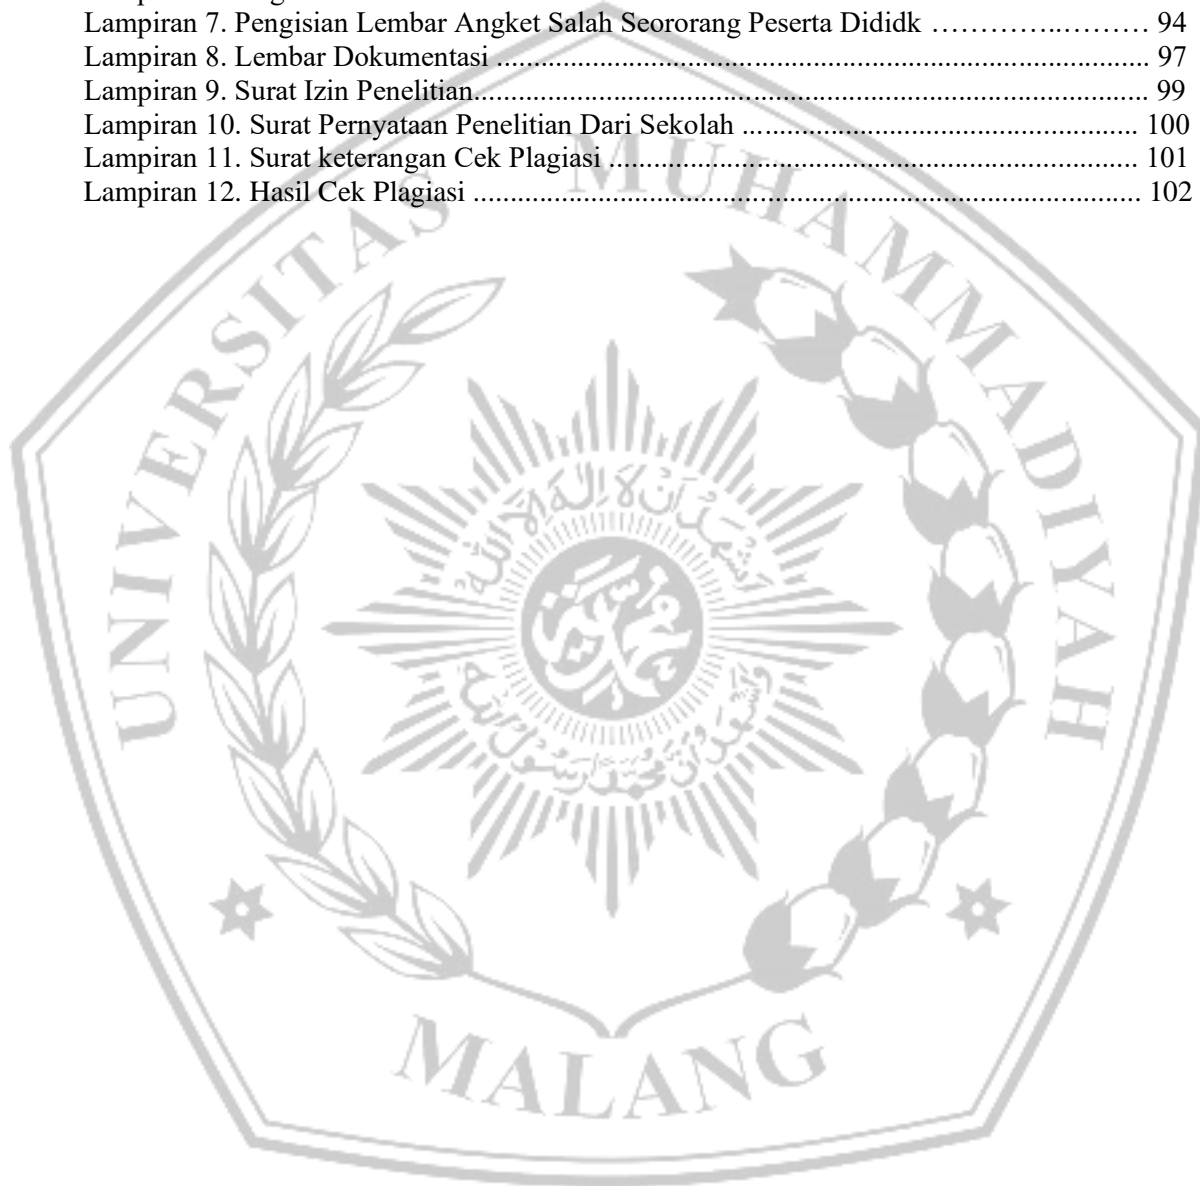 Lampiran 7. Pengisian Lembar Angket Salah Seororang Peserta Dididk …………..……… 94
Lampiran 8. Lembar Dokumentasi .................................................................................................. 97
Lampiran 9. Surat Izin Penelitian..................................................................................................... 99
Lampiran 10. Surat Pernyataan Penelitian Dari Sekolah ........................................................... 100
Lampiran 11. Surat keterangan Cek Plagiasi ............................................................................... 101
Lampiran 12. Hasil Cek Plagiasi .................................................................................................... 102
UNIVERSITAS MUHAMMADIYAH
MALANG